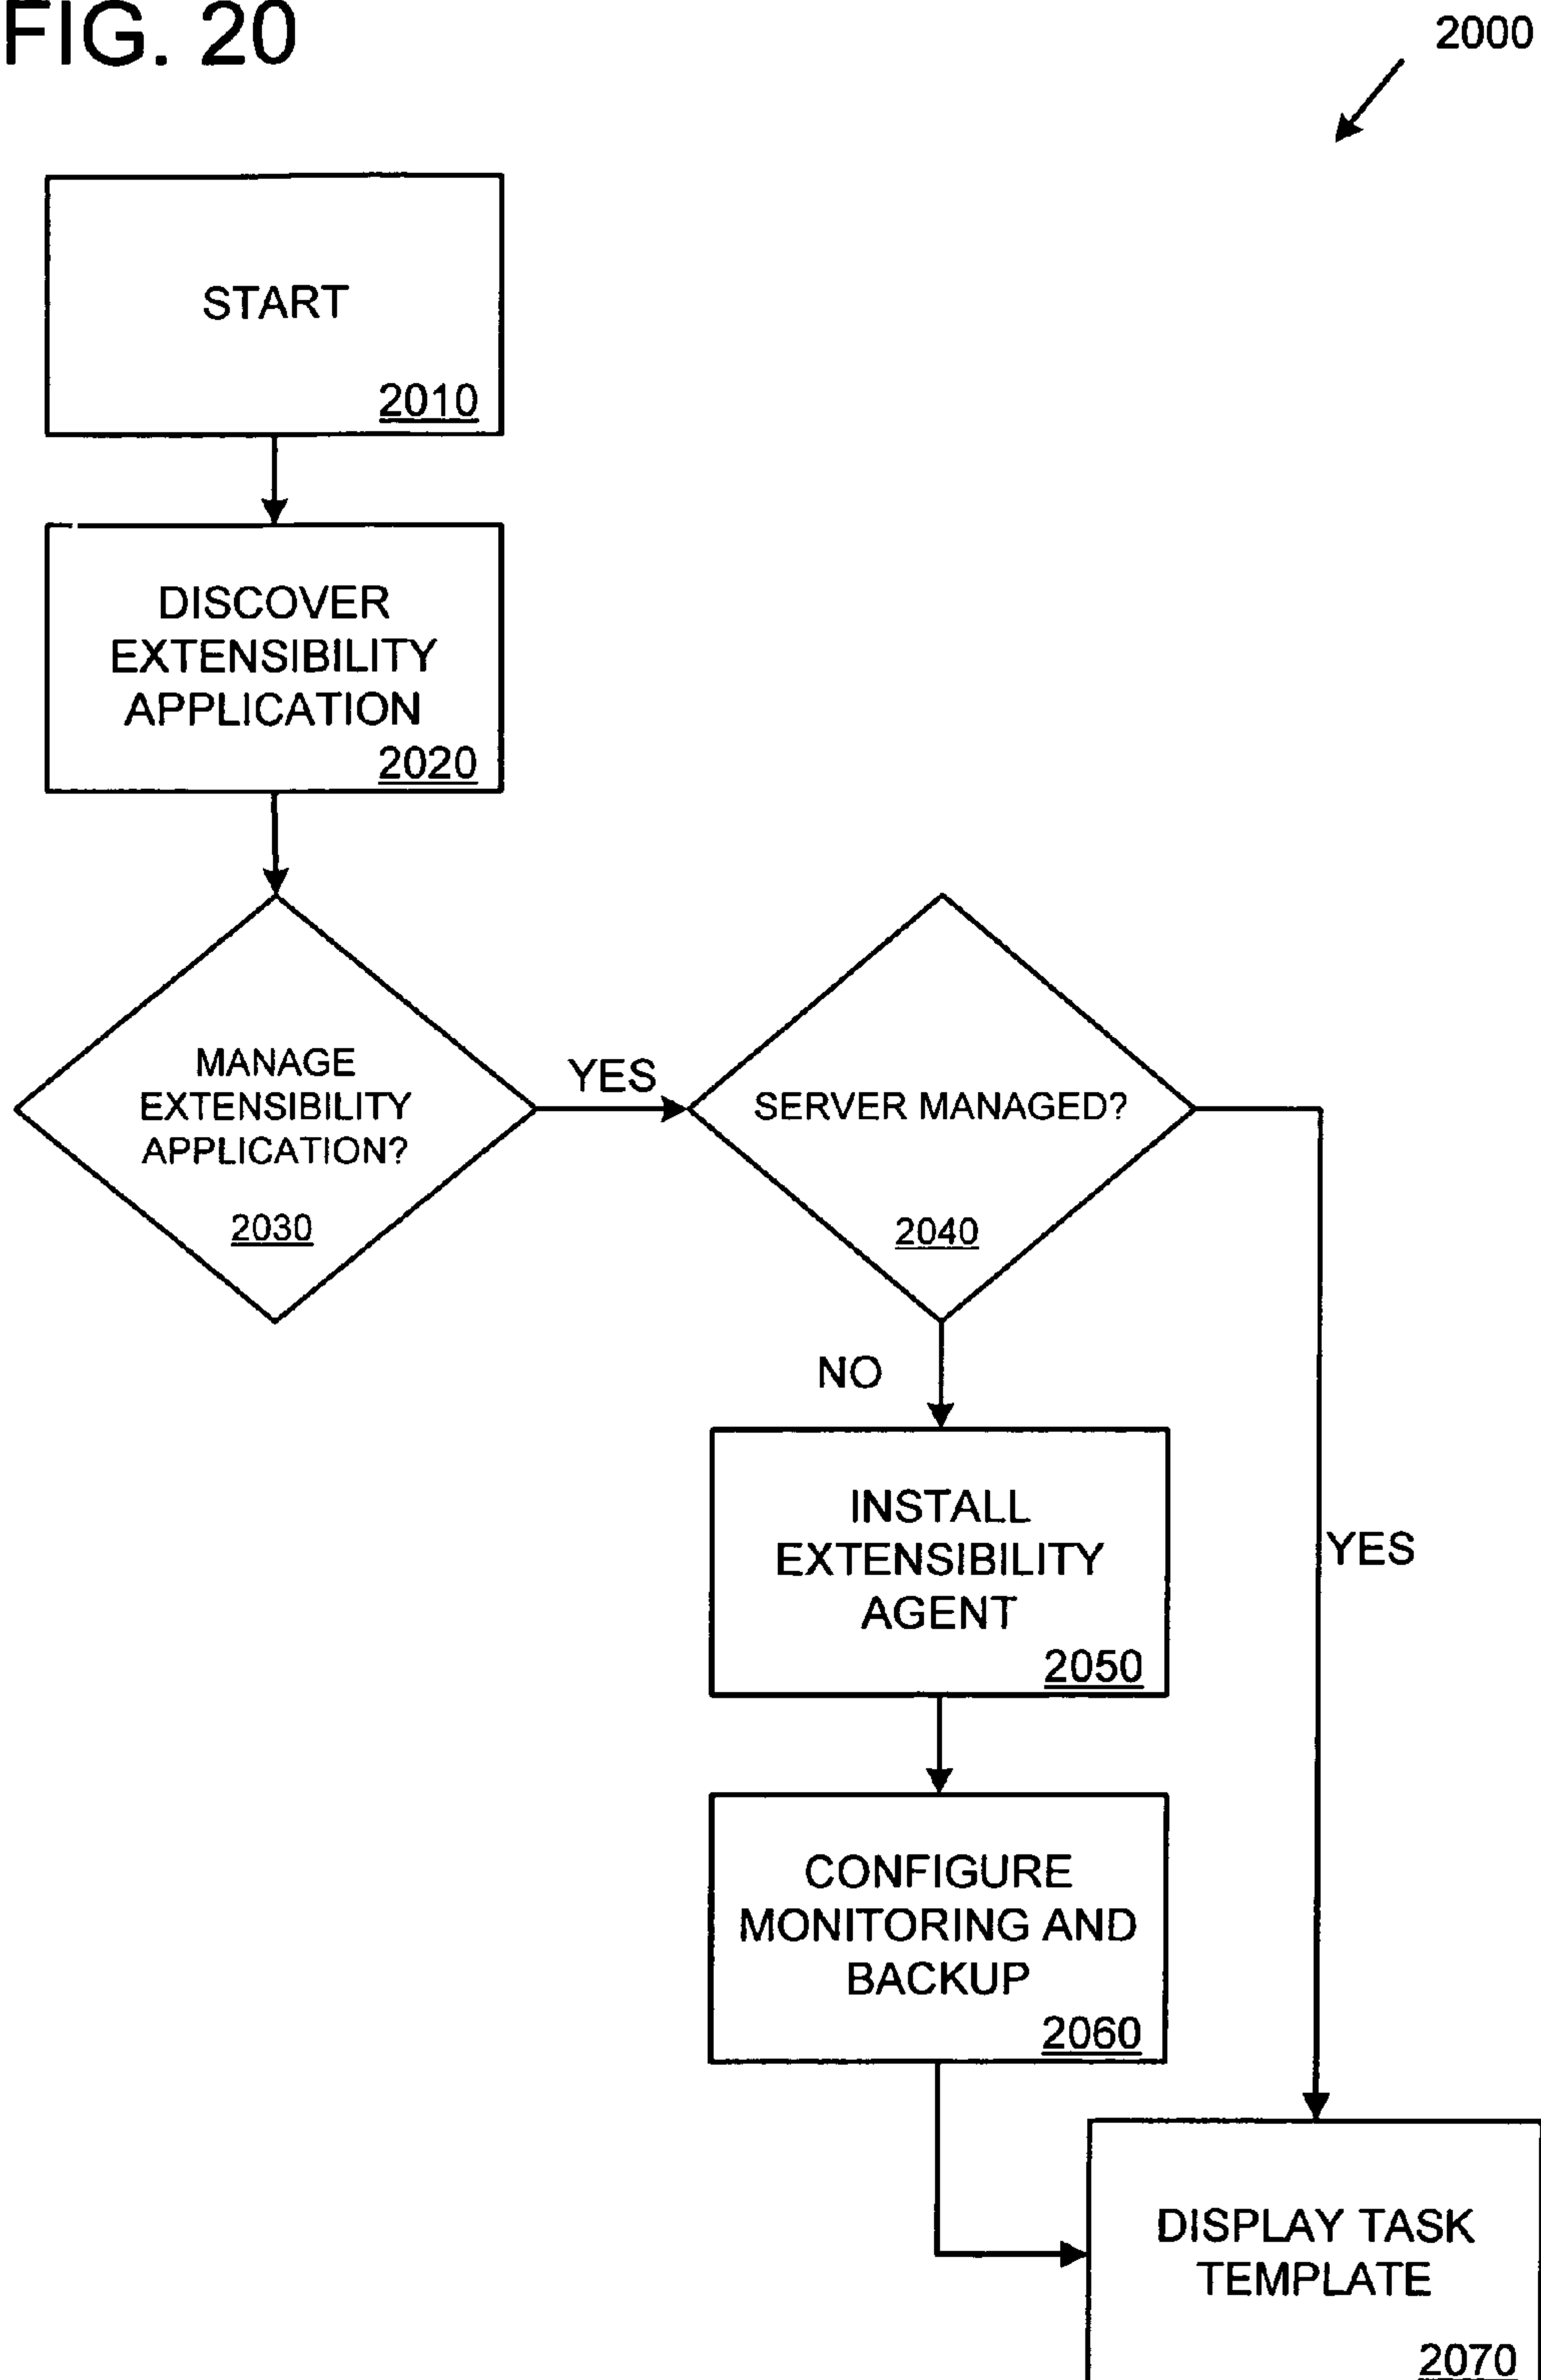 FIG. 20
2000
START
2010
DISCOVER
EXTENSIBILITY
APPLICATION
2020
MANAGE
EXTENSIBILITY
APPLICATION?
2030
YES
SERVER MANAGED?
2040
NO
YES
INSTALL
EXTENSIBILITY
AGENT
2050
CONFIGURE
MONITORING AND
BACKUP
2060
DISPLAY TASK
TEMPLATE
2070